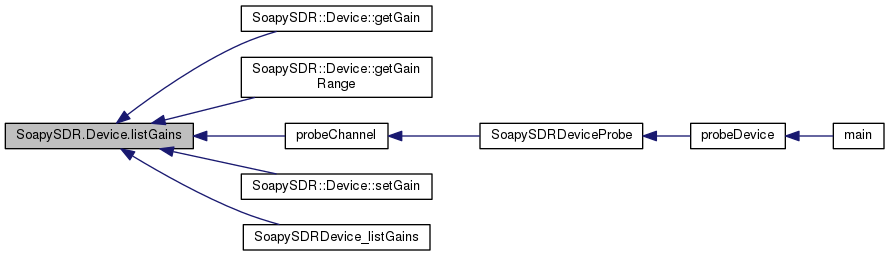 SoapySDR::Device::getGain
SoapySDR::Device::getGain
Range
SoapySDR.Device.listGains
probeChannel
SoapySDRDeviceProbe
probeDevice
main
SoapySDR::Device::setGain
SoapySDRDevice_listGains